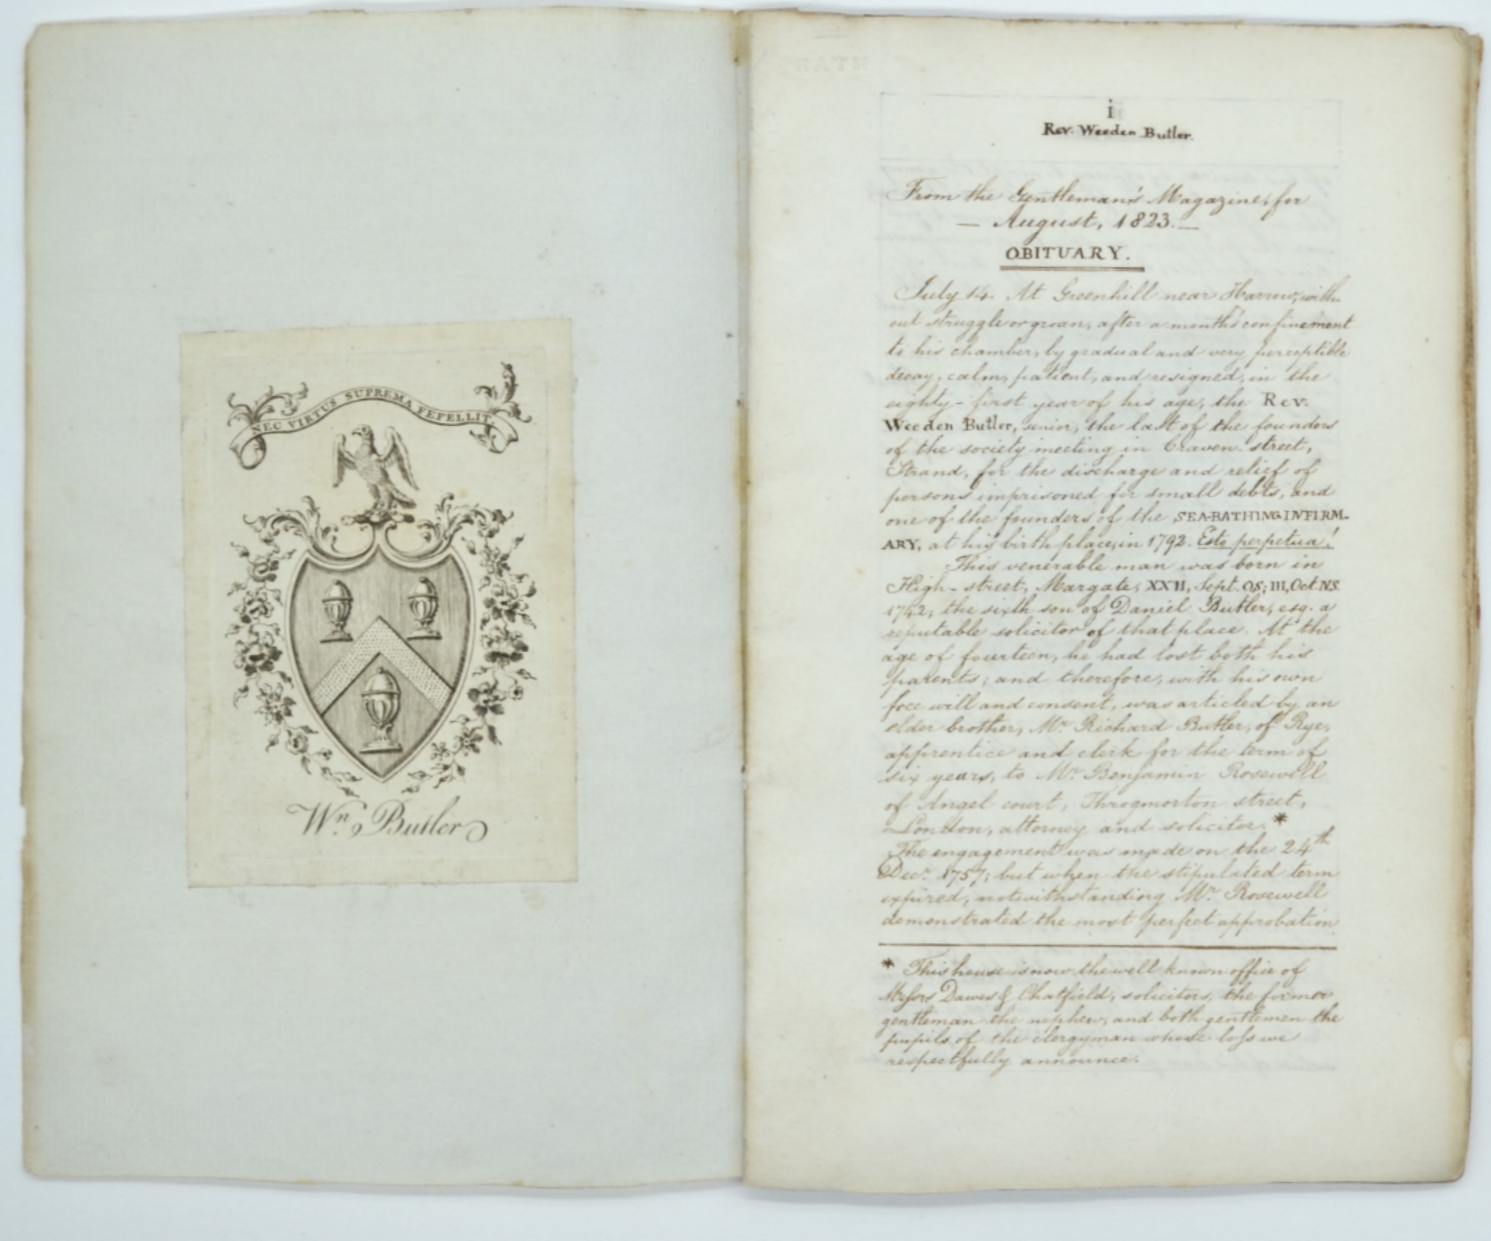 NEC VIRTUS SUPREMA FEFELLIT
Wm Butler
i
Rev. Weeden Butler.
From the Gentleman's Magazine, for
— August, 1823. —
OBITUARY.
July 14. At Greenhill near Harrow, with-
out struggle or groan, after a month's confinement
to his chamber, by gradual and very perceptible
decay, calm, patient, and resigned, in the
eighty-first year of his age, the Rev.
Weeden Butler, senior, the last of the founders
of the society meeting in Craven-street,
Strand, for the discharge and relief of
persons imprisoned for small debts, and
one of the founders of the SEA-BATHING INFIRM-
ARY, at his birth place, in 1792. Esto perpetua!
This venerable man was born in
High-street, Margate, XXII, Sept. OS; III, Oct. NS.
1742, the sixth son of Daniel Butler, esq. a
reputable solicitor of that place. At the
age of fourteen, he had lost both his
parents; and therefore, with his own
free will and consent, was articled by an
elder brother, Mr. Richard Butler, of Rye,
apprentice and clerk for the term of
six years, to Mr. Benjamin Rosewell
of Angel court, Throgmorton street,
London, attorney and solicitor. *
The engagement was made on the 24th
Decr. 1757; but when the stipulated term
expired, notwithstanding Mr. Rosewell
demonstrated the most perfect approbation
* This house is now the well known office of
Messrs Dawes & Chatfield, solicitors, the former
gentleman the nephew, and both gentlemen the
pupils of the clergyman whose loss we
respectfully announce.